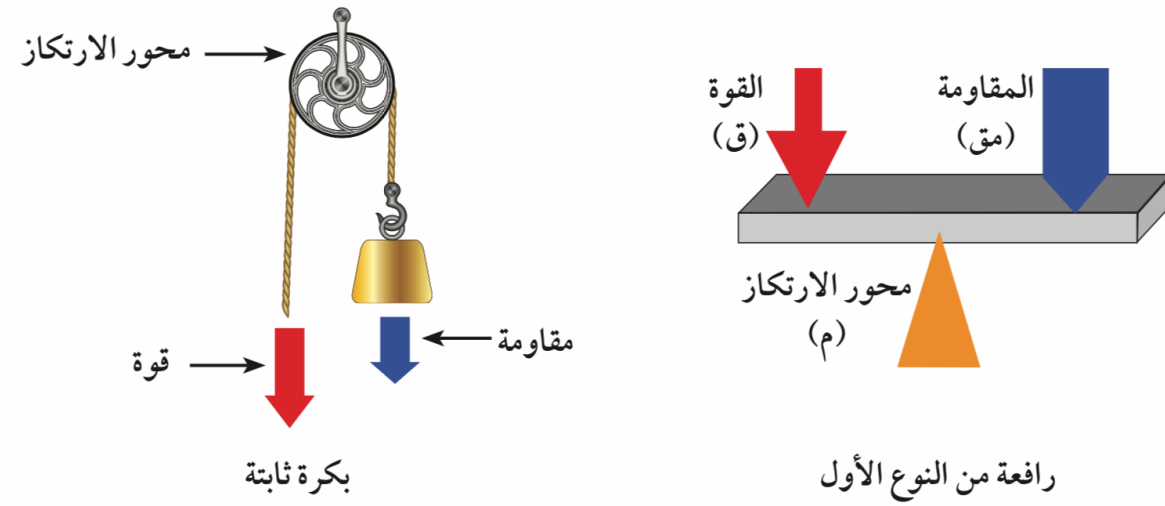 محور الارتكاز
القوة
(ق)
المقاومة
(مق)
محور الارتكاز
(م)
مقاومة
قوة
رافعة من النوع الأول
بكرة ثابتة